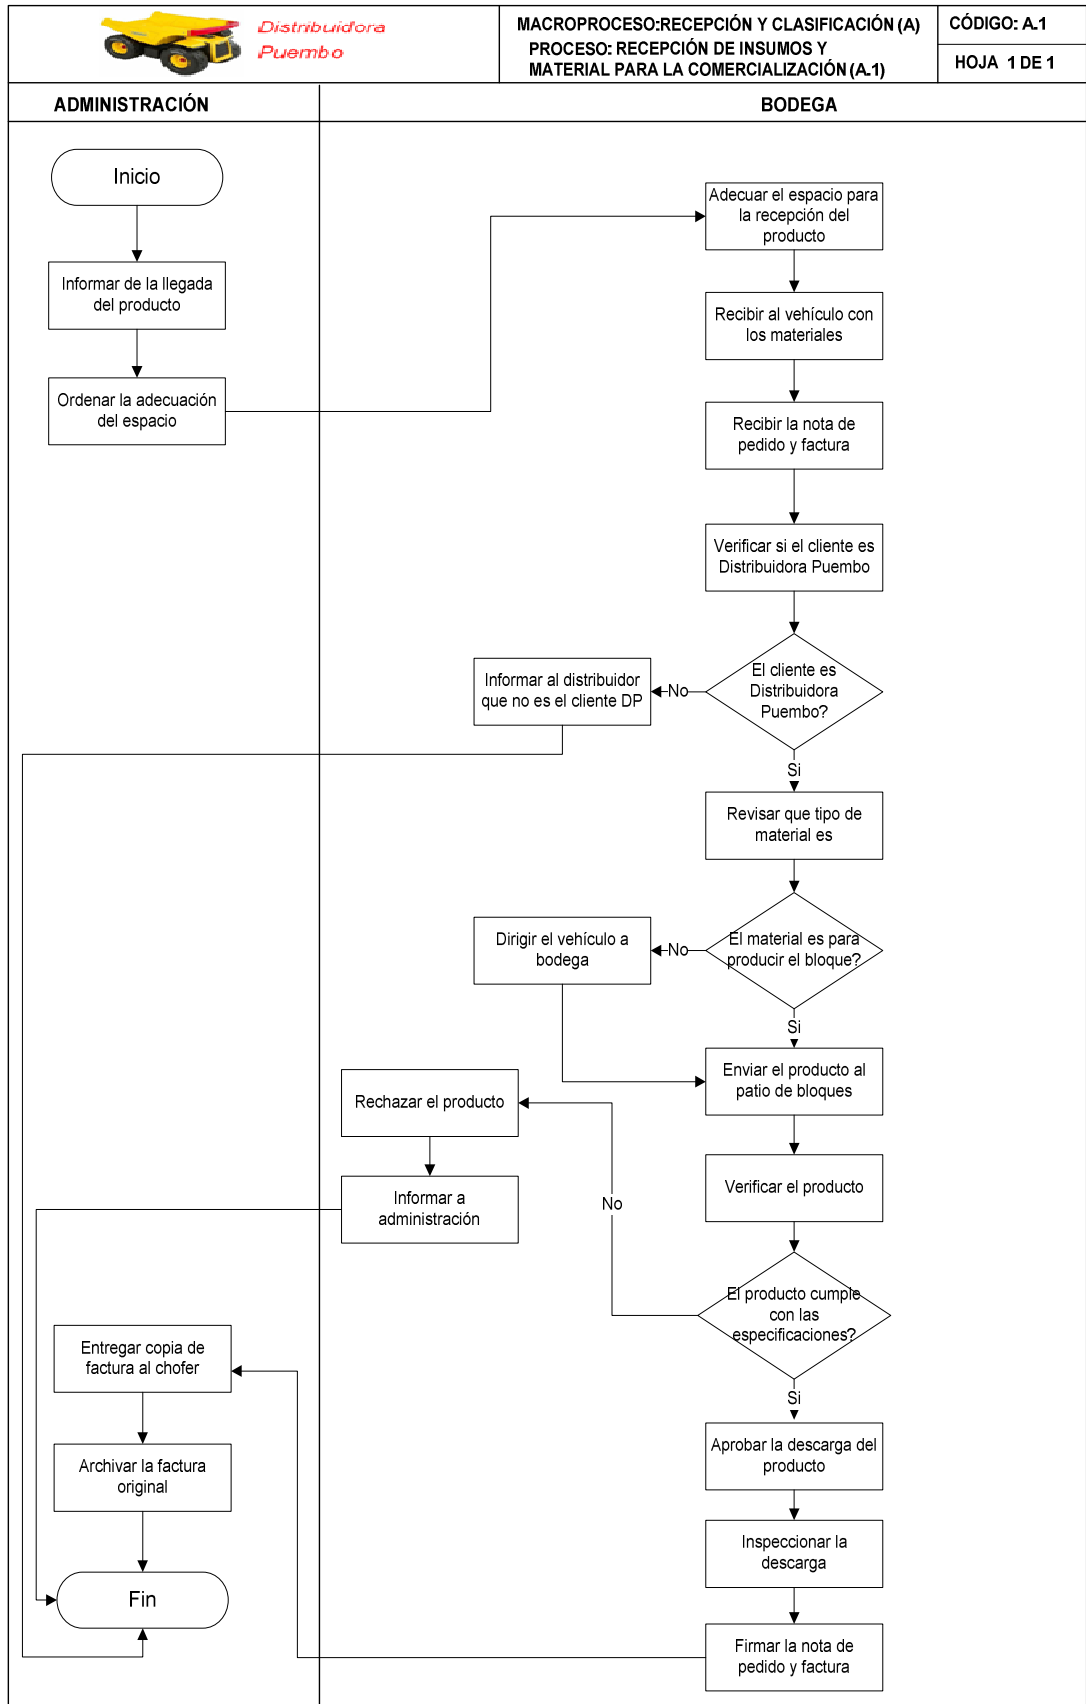 Distribuidora
Puembo
MACROPROCESO:RECEPCIÓN Y CLASIFICACIÓN (A)
PROCESO: RECEPCIÓN DE INSUMOS Y
MATERIAL PARA LA COMERCIALIZACIÓN (A.1)
CÓDIGO: A.1
HOJA 1 DE 1
ADMINISTRACIÓN
BODEGA
Inicio
Informar de la llegada
del producto
Ordenar la adecuación
del espacio
Adecuar el espacio para
la recepción del
producto
Recibir al vehículo con
los materiales
Recibir la nota de
pedido y factura
Verificar si el cliente es
Distribuidora Puembo
El cliente es
Distribuidora
Puembo?
No
Informar al distribuidor
que no es el cliente DP
Si
Revisar que tipo de
material es
El material es para
producir el bloque?
No
Dirigir el vehículo a
bodega
Si
Enviar el producto al
patio de bloques
Verificar el producto
El producto cumple
con las
especificaciones?
No
Rechazar el producto
Informar a
administración
Si
Aprobar la descarga del
producto
Inspeccionar la
descarga
Firmar la nota de
pedido y factura
Entregar copia de
factura al chofer
Archivar la factura
original
Fin